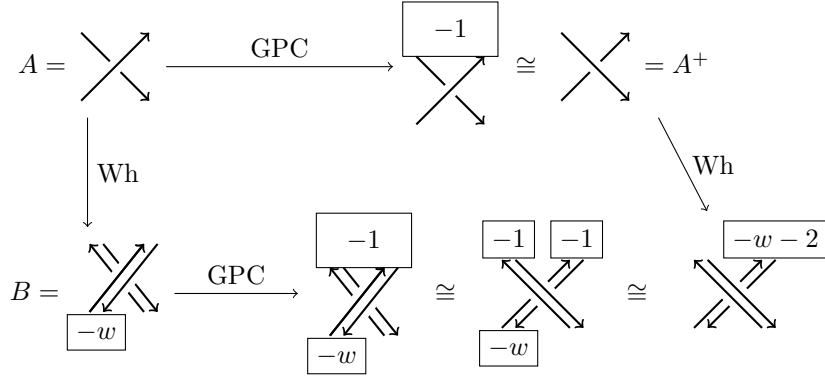 A = GPC −1 ≅ = A⁺
Wh Wh
B = −w GPC −1 −w ≅ −1 −1 −w ≅ −w − 2